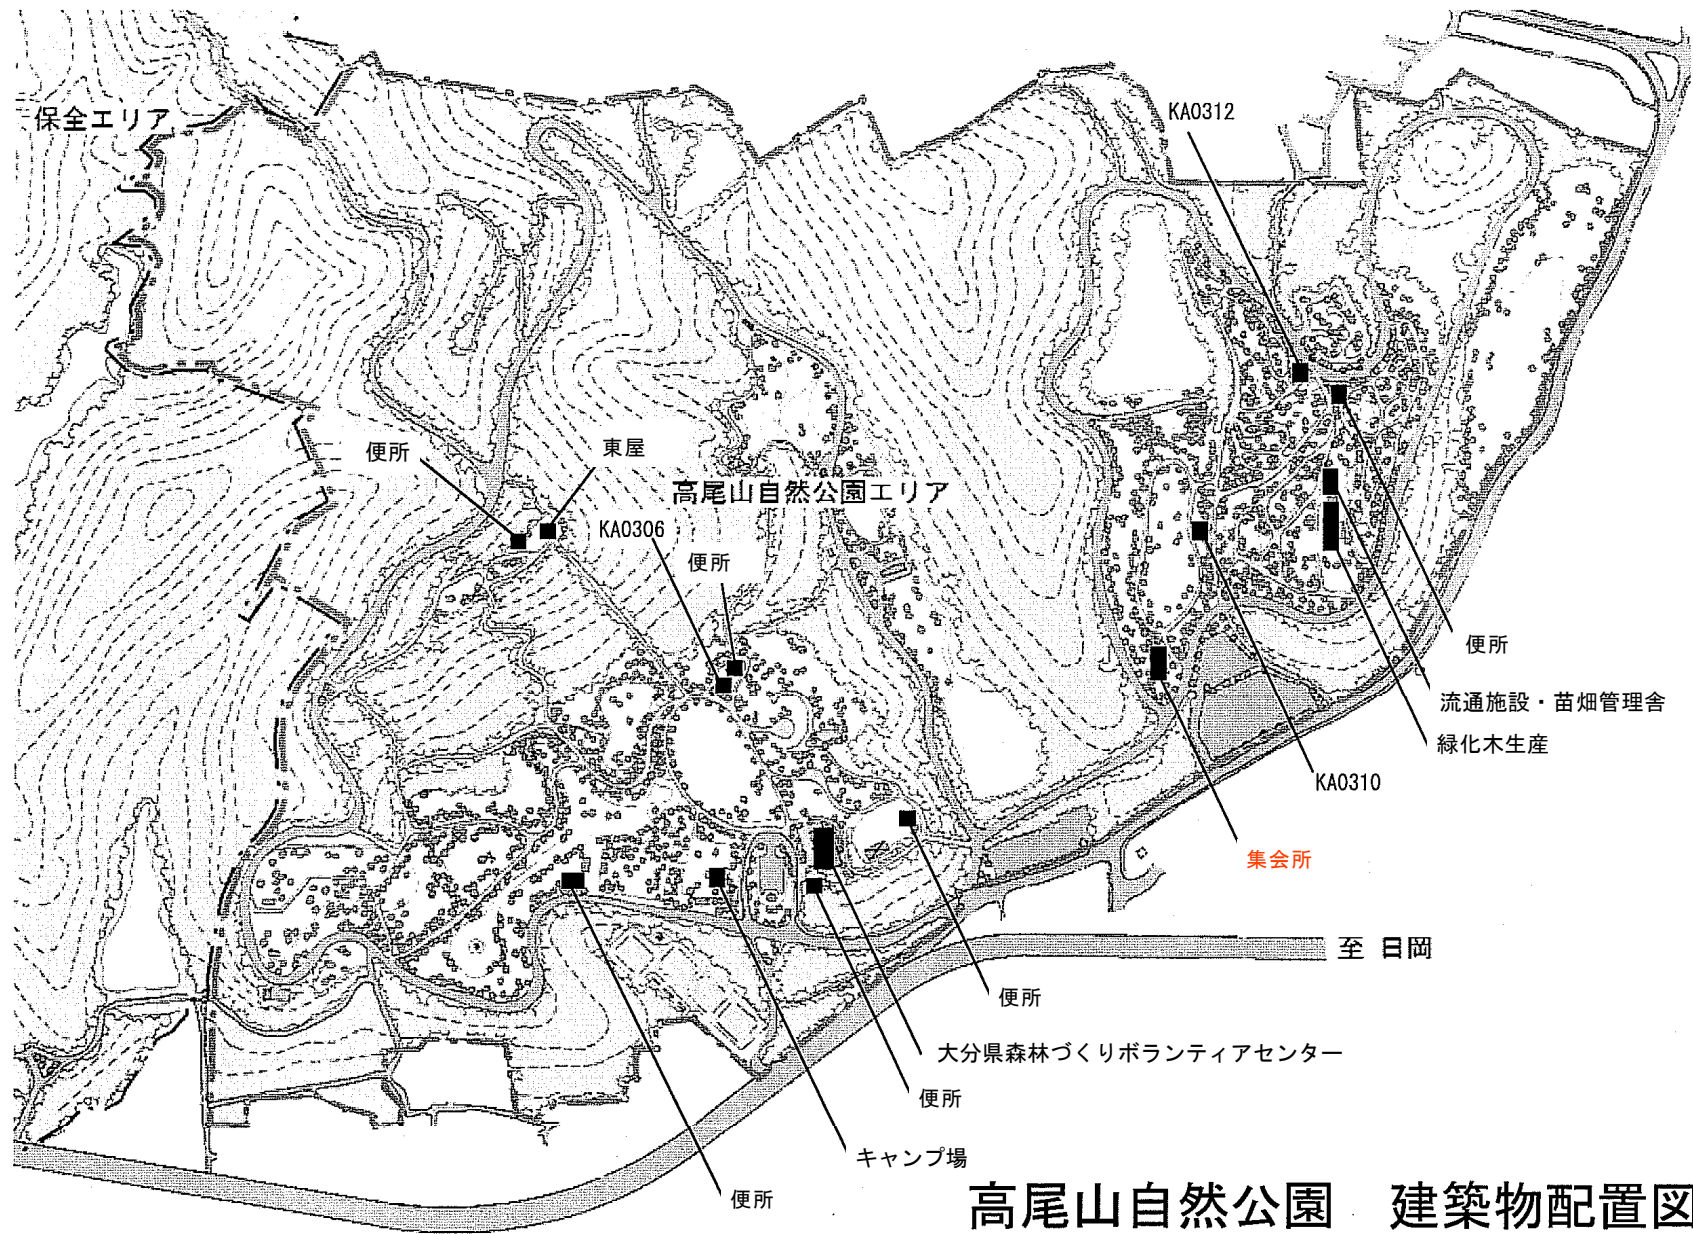 KA0312
保全エリア
便所
東屋
高尾山自然公園エリア
KA0306
便所
便所
流通施設・苗畑管理舎
緑化木生産
KA0310
集会所
至 日岡
便所
大分県森林づくりボランティアセンター
便所
キャンプ場
便所
高尾山自然公園 建築物配置図